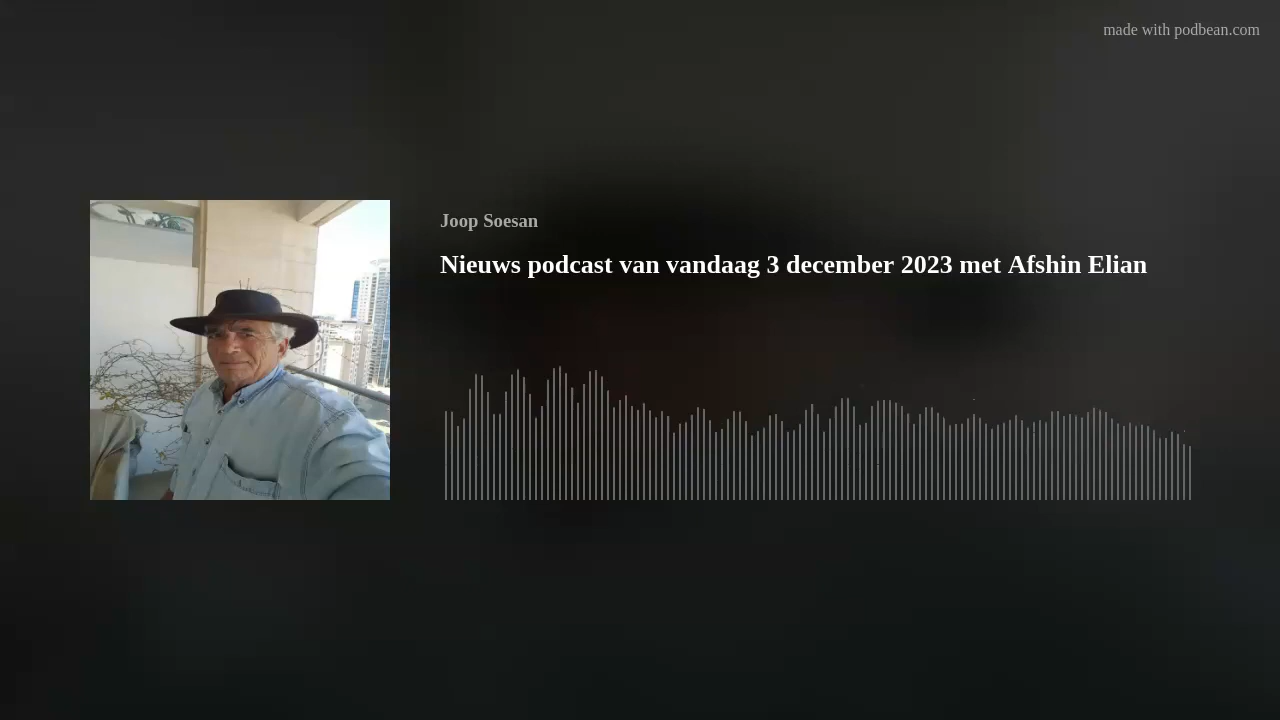 made with podbean.com
Joop Soesan
Nieuws podcast van vandaag 3 december 2023 met Afshin Elian